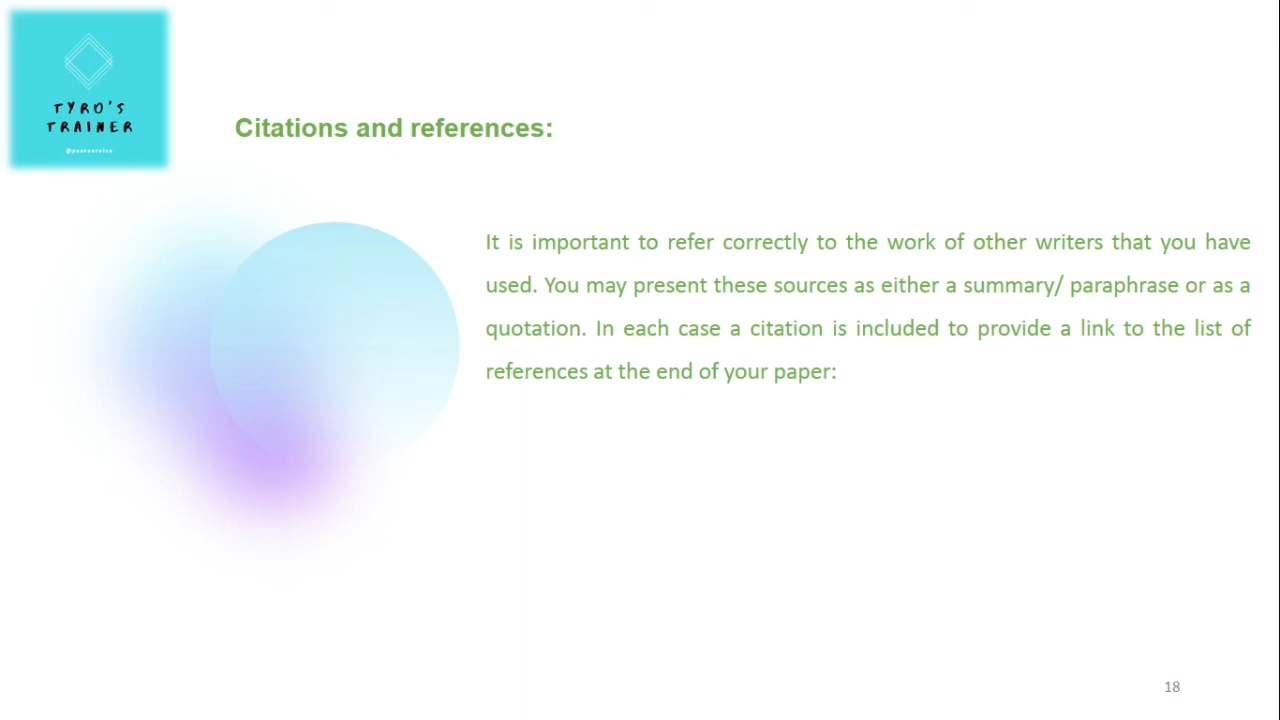 TYRO'S
TRAINER
@yourservice
Citations and references:
It is important to refer correctly to the work of other writers that you have
used. You may present these sources as either a summary/ paraphrase or as a
quotation. In each case a citation is included to provide a link to the list of
references at the end of your paper:
18